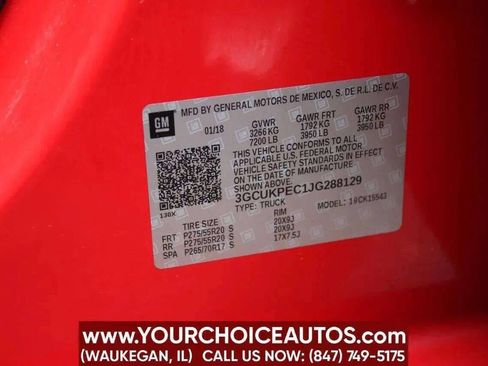 MFD BY GENERAL MOTORS DE MEXICO, S. DE R.L. DE C.V.
GM
01/18
GVWR GAWR FRT GAWR RR
3266 KG 1792 KG 1792 KG
7200 LB 3950 LB 3950 LB
THIS VEHICLE CONFORMS TO ALL
APPLICABLE U.S. FEDERAL MOTOR
VEHICLE SAFETY STANDARDS IN EFFECT
ON THE DATE OF MANUFACTURE SHOWN ABOVE.
3GCUKPEC1JG288129
TYPE: TRUCK MODEL: 19CK15543
130X
TIRE SIZE RIM
FRT P275/55R20 S 20X9J
RR P275/55R20 S 20X9J
SPA P265/70R17 S 17X7.5J
WWW.YOURCHOICEAUTOS.COM
(WAUKEGAN, IL) CALL US NOW: (847) 749-5175